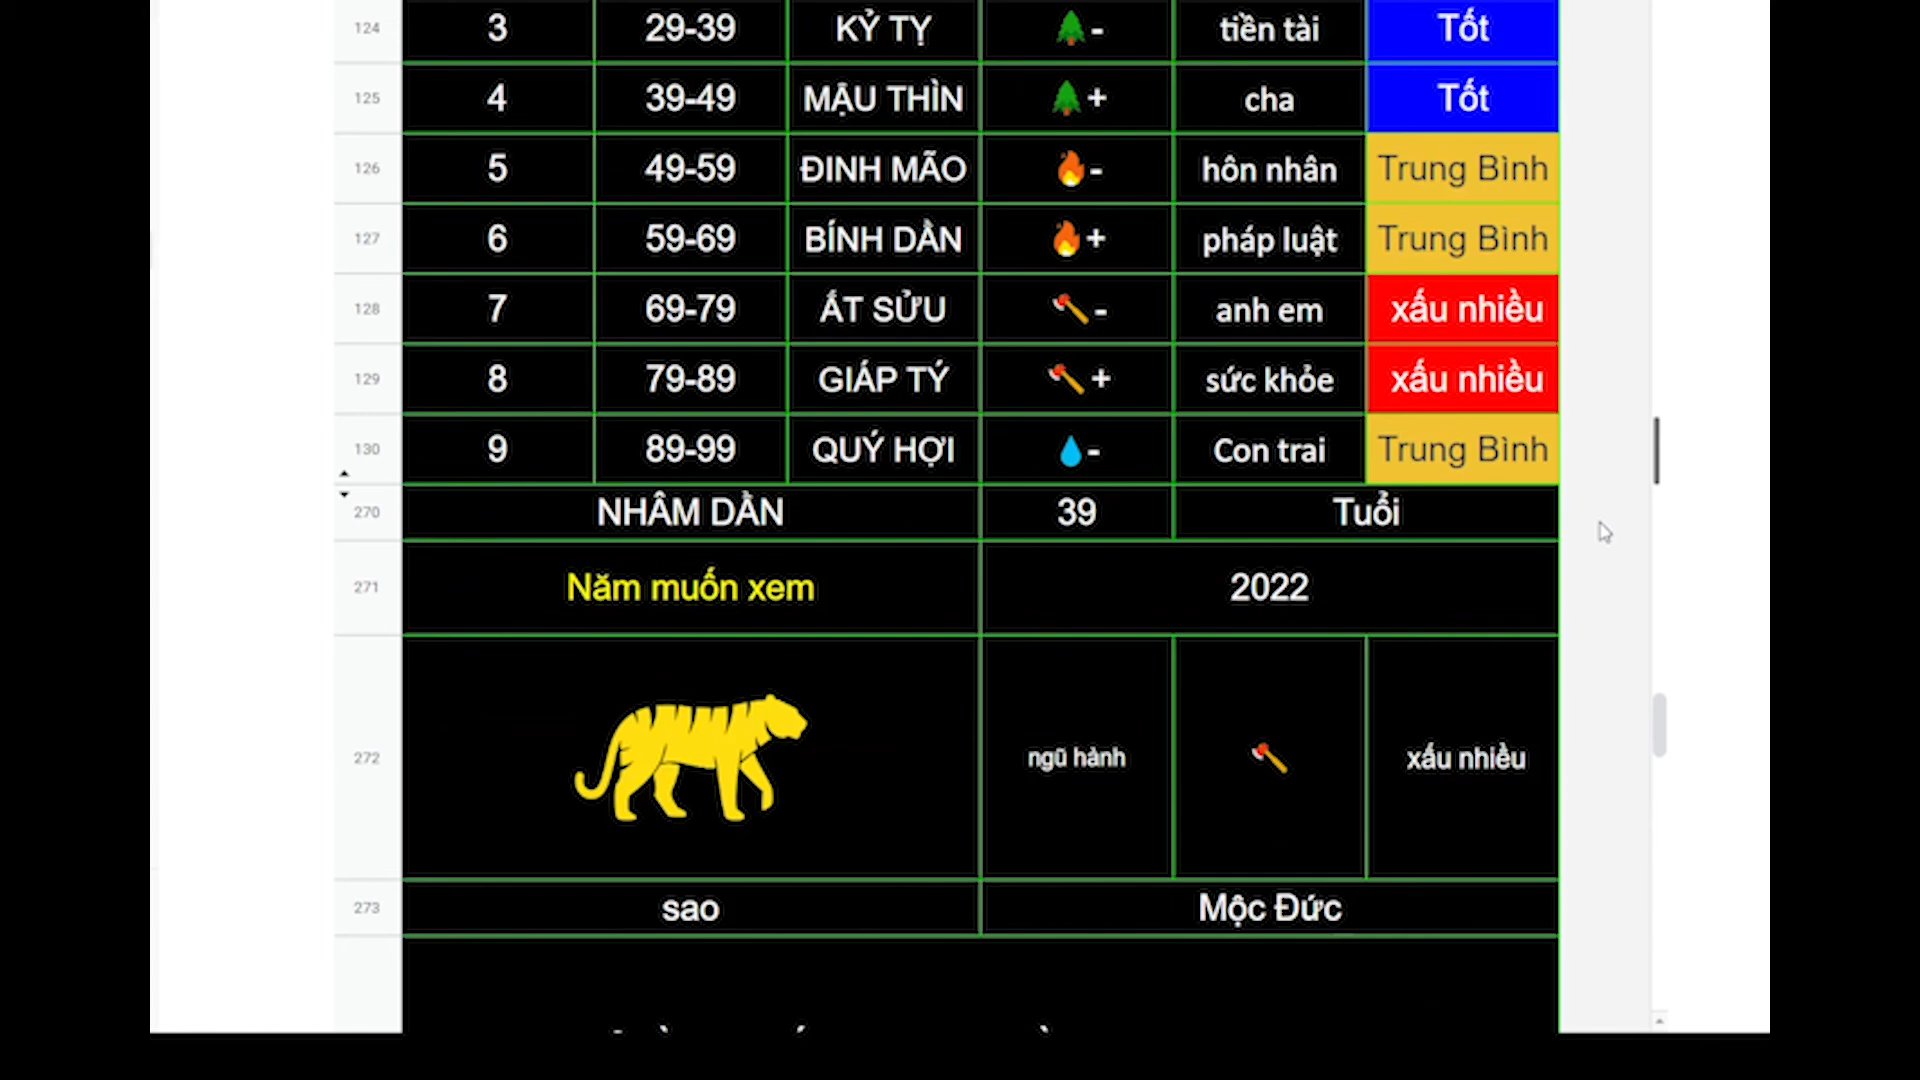 124 3 29-39 KỶ TỴ - tiền tài Tốt
125 4 39-49 MẬU THÌN + cha Tốt
126 5 49-59 ĐINH MÃO - hôn nhân Trung Bình
127 6 59-69 BÍNH DẦN + pháp luật Trung Bình
128 7 69-79 ẤT SỬU - anh em xấu nhiều
129 8 79-89 GIÁP TÝ + sức khỏe xấu nhiều
130 9 89-99 QUÝ HỢI - Con trai Trung Bình
270 NHÂM DẦN 39 Tuổi
271 Năm muốn xem 2022
272 ngũ hành xấu nhiều
273 sao Mộc Đức